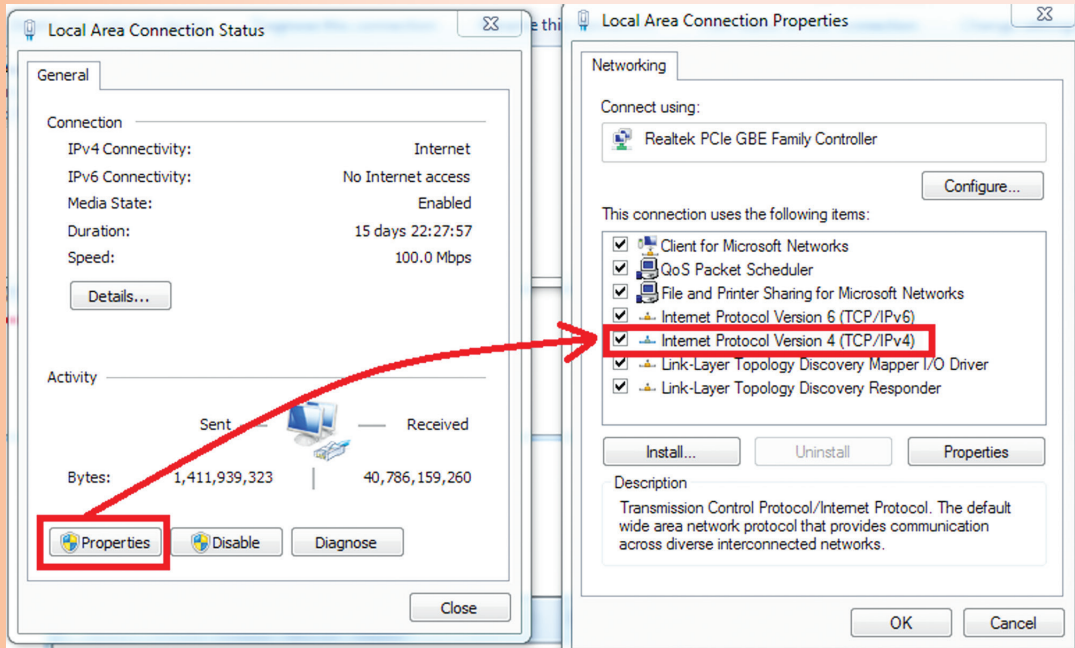 Local Area Connection Status
General
Connection
IPv4 Connectivity: Internet
IPv6 Connectivity: No Internet access
Media State: Enabled
Duration: 15 days 22:27:57
Speed: 100.0 Mbps
Details...
Activity
Sent Received
Bytes: 1,411,939,323 40,786,159,260
Properties Disable Diagnose
Close
e thi
Local Area Connection Properties
Networking
Connect using:
Realtek PCIe GBE Family Controller
Configure...
This connection uses the following items:
Client for Microsoft Networks
QoS Packet Scheduler
File and Printer Sharing for Microsoft Networks
Internet Protocol Version 6 (TCP/IPv6)
Internet Protocol Version 4 (TCP/IPv4)
Link-Layer Topology Discovery Mapper I/O Driver
Link-Layer Topology Discovery Responder
Install... Uninstall Properties
Description
Transmission Control Protocol/Internet Protocol. The default
wide area network protocol that provides communication
across diverse interconnected networks.
OK Cancel